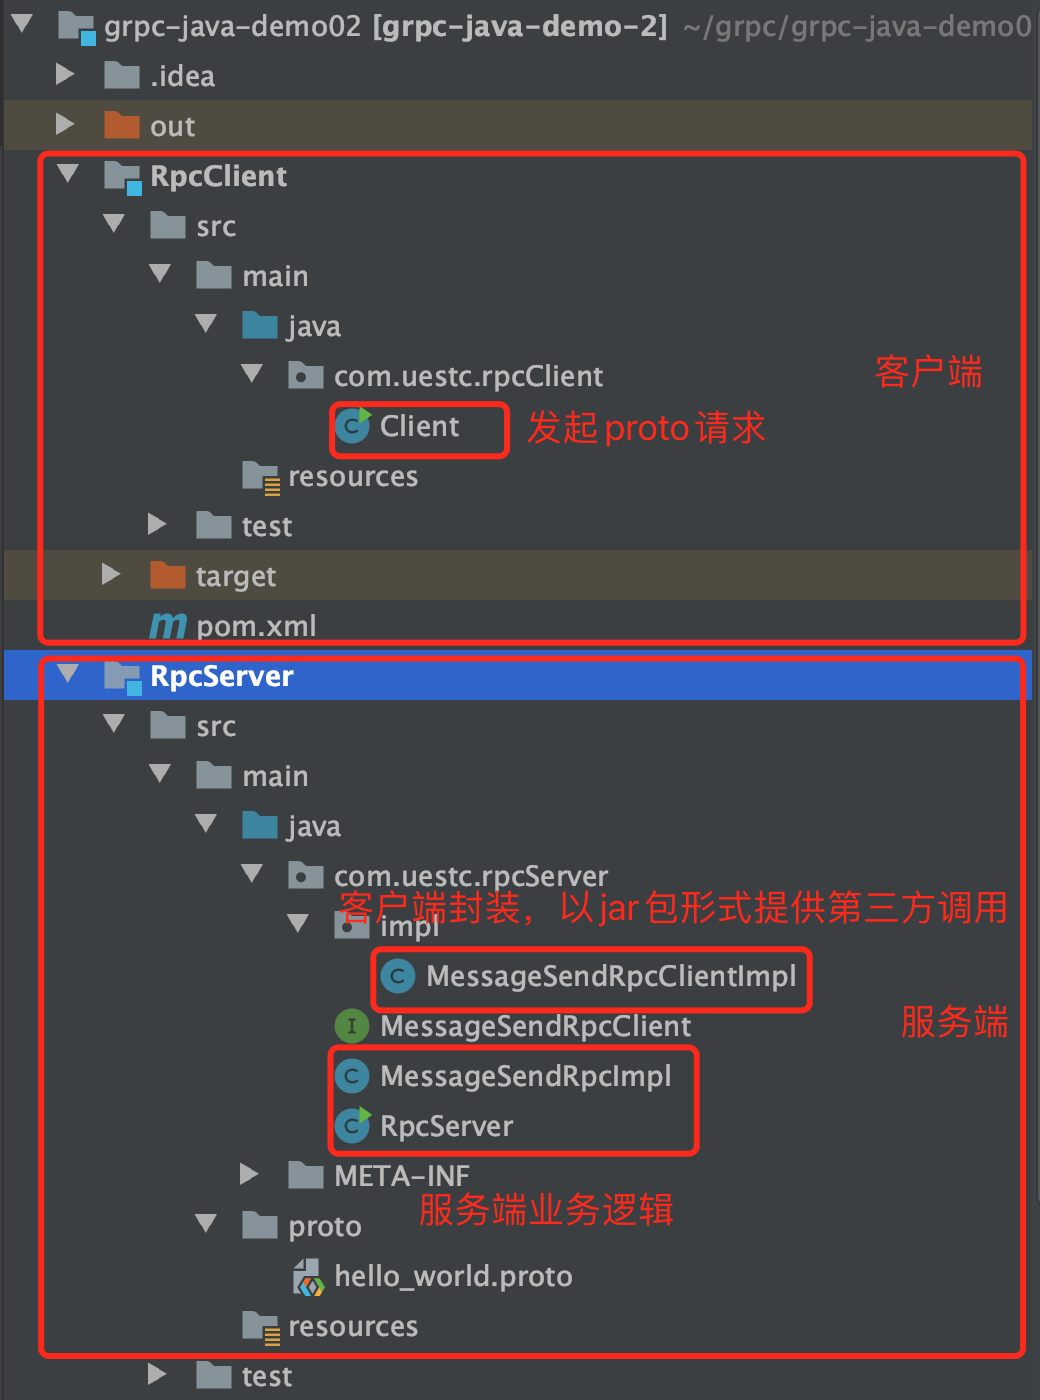 grpc-java-demo02 [grpc-java-demo-2] ~/grpc/grpc-java-demo0
.idea
out
RpcClient
src
main
java
com.uestc.rpcClient
客户端
Client
发起proto请求
resources
test
target
pom.xml
RpcServer
src
main
java
com.uestc.rpcServer
客户端封装，以jar包形式提供第三方调用
impl
MessageSendRpcClientImpl
MessageSendRpcClient
服务端
MessageSendRpcImpl
RpcServer
META-INF
服务端业务逻辑
proto
hello_world.proto
resources
test